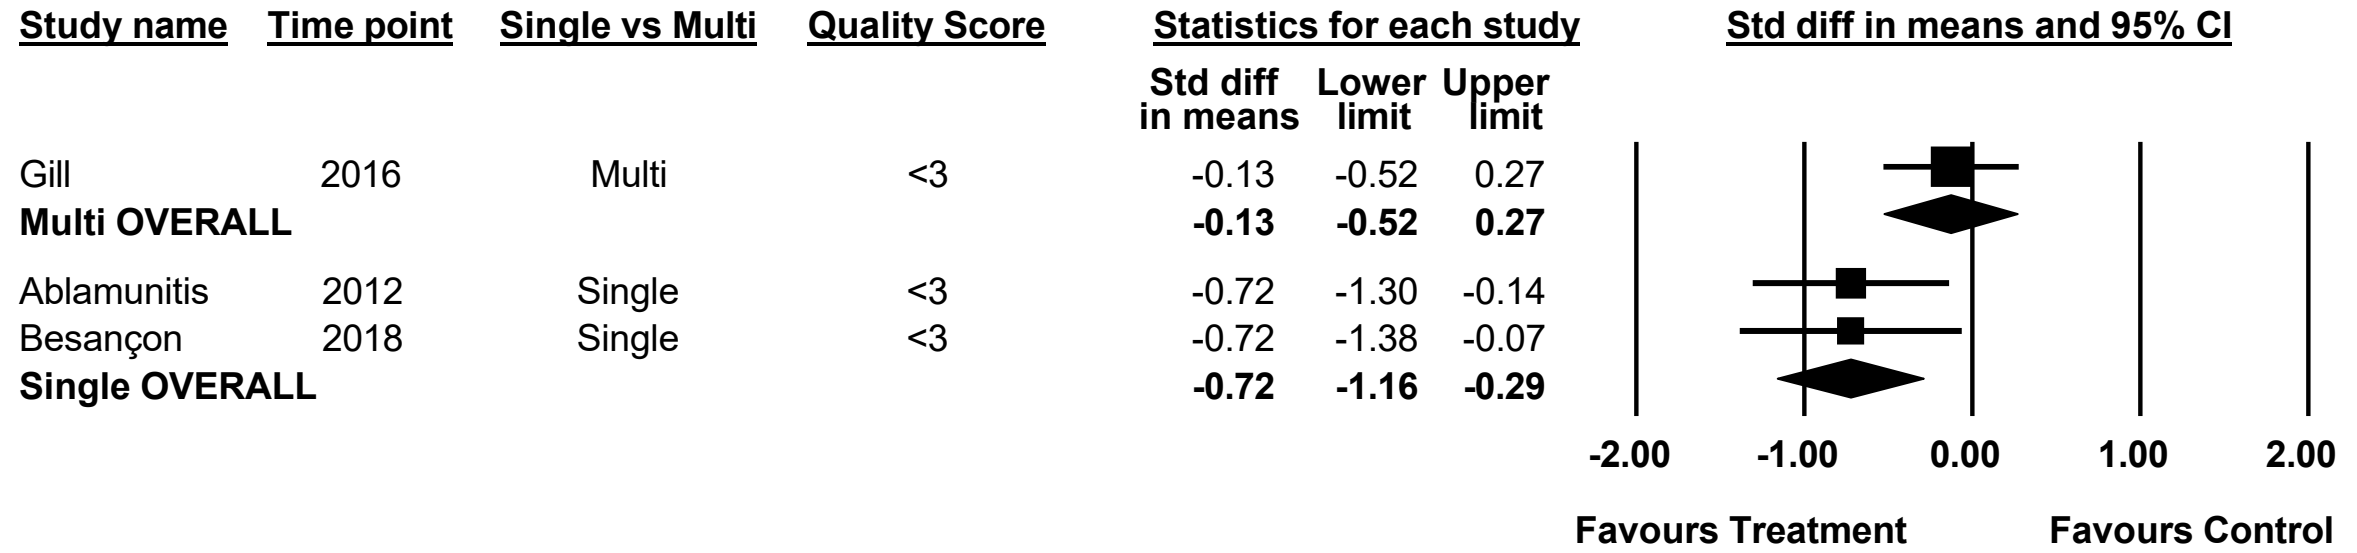 Study name Time point Single vs Multi Quality Score Statistics for each study Std diff in means and 95% CI
Std diff Lower Upper
in means limit limit
Gill 2016 Multi <3 -0.13 -0.52 0.27
Multi OVERALL -0.13 -0.52 0.27
Ablamunitis 2012 Single <3 -0.72 -1.30 -0.14
Besançon 2018 Single <3 -0.72 -1.38 -0.07
Single OVERALL -0.72 -1.16 -0.29
-2.00 -1.00 0.00 1.00 2.00
Favours Treatment Favours Control